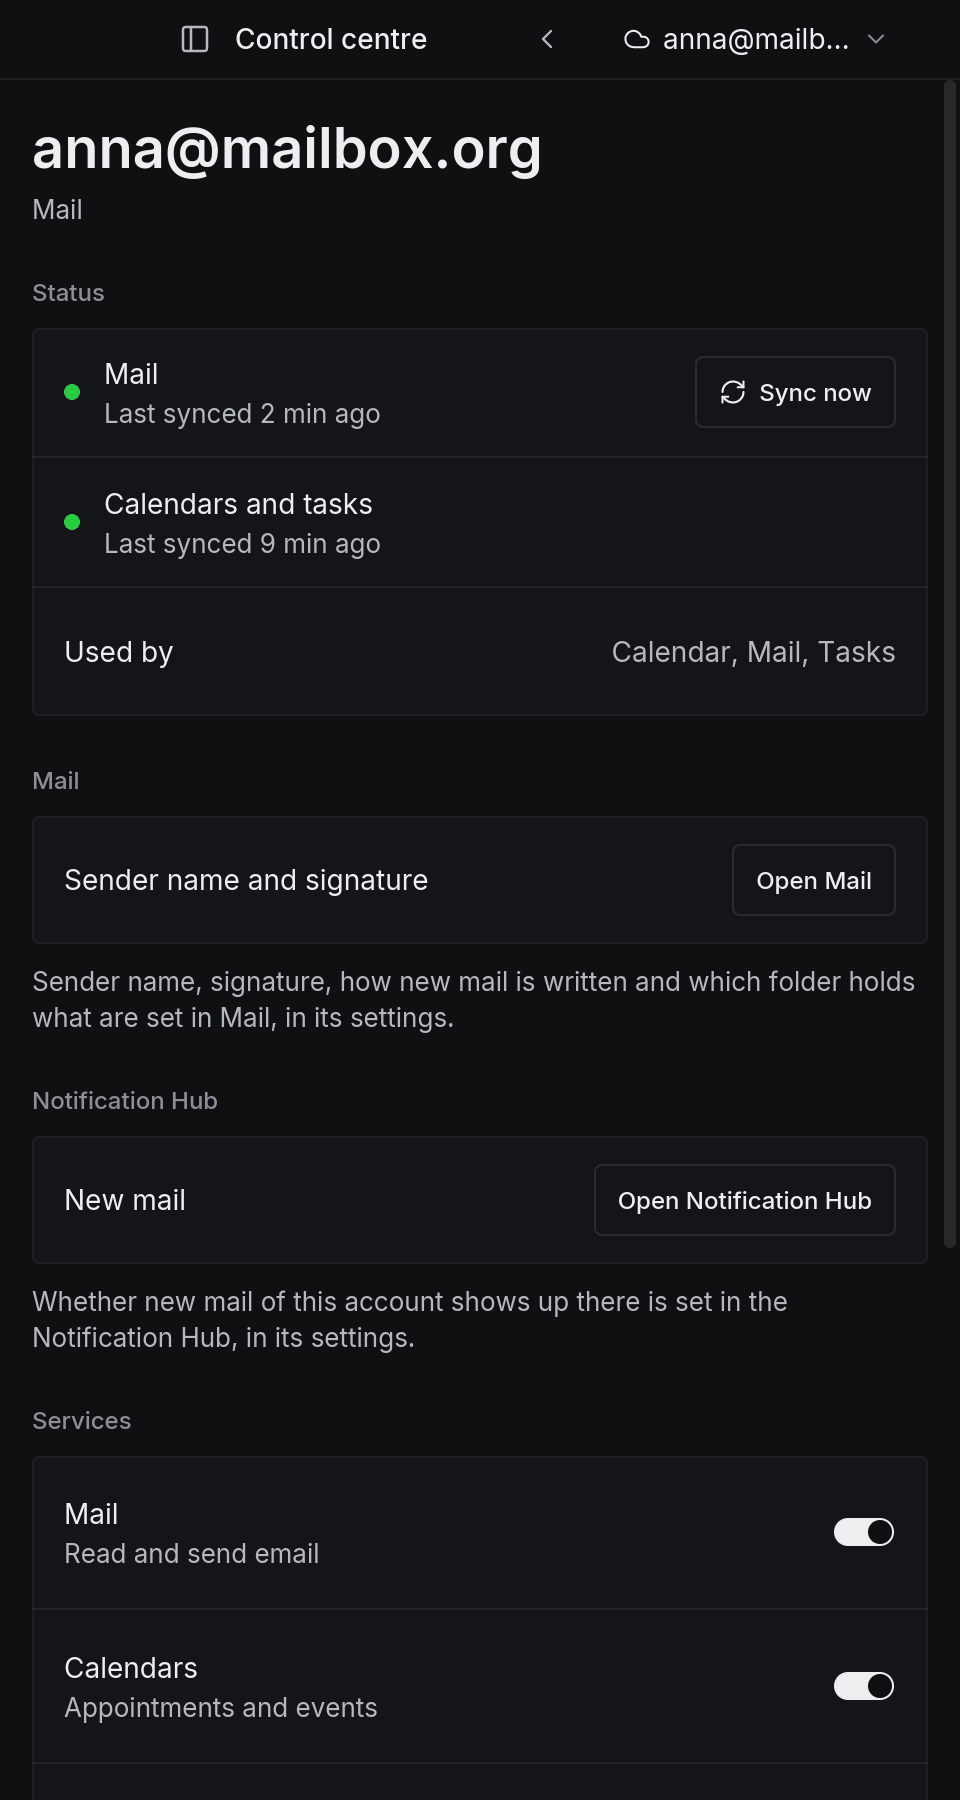 Control centre
anna@mailb...
anna@mailbox.org
Mail
Status
Mail
Last synced 2 min ago
Sync now
Calendars and tasks
Last synced 9 min ago
Used by
Calendar, Mail, Tasks
Mail
Sender name and signature
Open Mail
Sender name, signature, how new mail is written and which folder holds
what are set in Mail, in its settings.
Notification Hub
New mail
Open Notification Hub
Whether new mail of this account shows up there is set in the
Notification Hub, in its settings.
Services
Mail
Read and send email
Calendars
Appointments and events